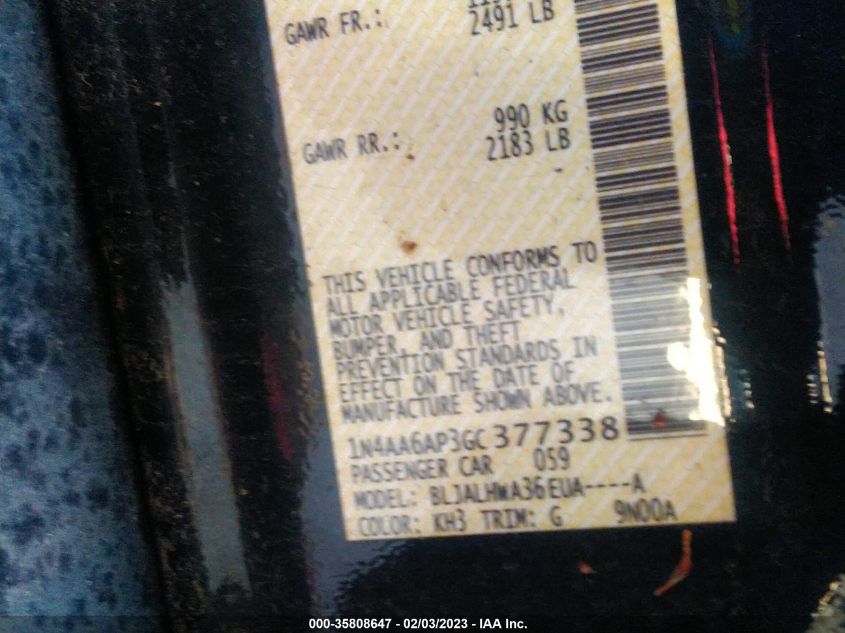 GAWR FR.: 2491 LB
990 KG
GAWR RR.: 2183 LB
THIS VEHICLE CONFORMS TO
ALL APPLICABLE FEDERAL
MOTOR VEHICLE SAFETY,
BUMPER, AND THEFT
PREVENTION STANDARDS IN
EFFECT ON THE DATE OF
MANUFACTURE SHOWN ABOVE.
1N4AA6AP3GC377338
PASSENGER CAR 059
MODEL: BLJALHWA36EUA----A
COLOR: KH3 TRIM: G 9N00A
000-35808647 - 02/03/2023 - IAA Inc.